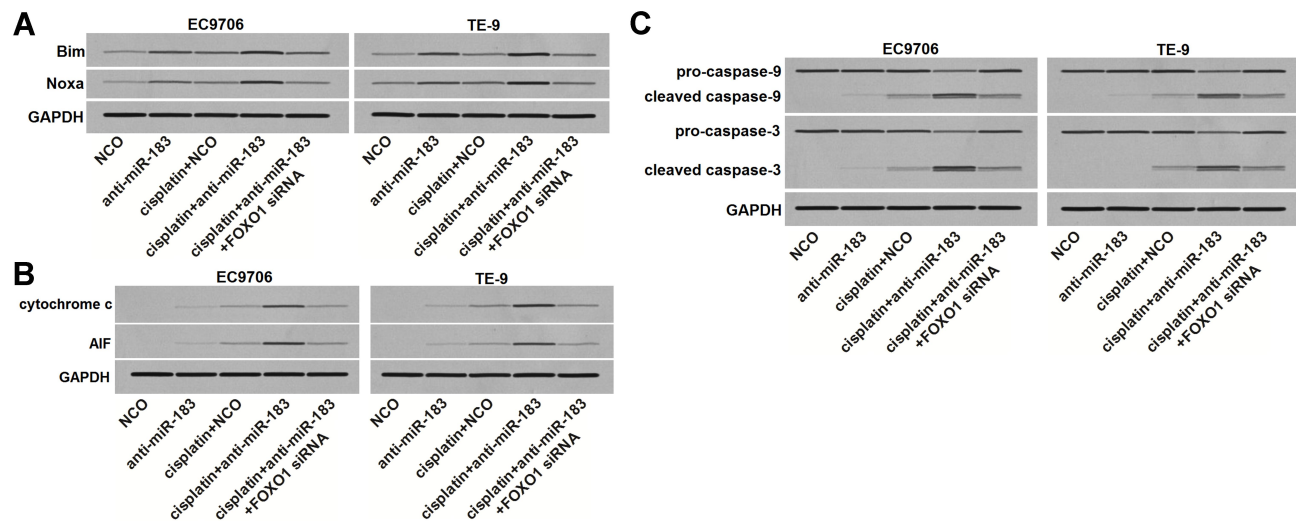 A
EC9706
TE-9
Bim
Noxa
GAPDH
NCO
anti-miR-183
cisplatin+NCO
cisplatin+anti-miR-183
cisplatin+anti-miR-183
+FOXO1 siRNA
NCO
anti-miR-183
cisplatin+NCO
cisplatin+anti-miR-183
cisplatin+anti-miR-183
+FOXO1 siRNA
B
EC9706
TE-9
cytochrome c
AIF
GAPDH
NCO
anti-miR-183
cisplatin+NCO
cisplatin+anti-miR-183
cisplatin+anti-miR-183
+FOXO1 siRNA
NCO
anti-miR-183
cisplatin+NCO
cisplatin+anti-miR-183
cisplatin+anti-miR-183
+FOXO1 siRNA
C
EC9706
TE-9
pro-caspase-9
cleaved caspase-9
pro-caspase-3
cleaved caspase-3
GAPDH
NCO
anti-miR-183
cisplatin+NCO
cisplatin+anti-miR-183
cisplatin+anti-miR-183
+FOXO1 siRNA
NCO
anti-miR-183
cisplatin+NCO
cisplatin+anti-miR-183
cisplatin+anti-miR-183
+FOXO1 siRNA